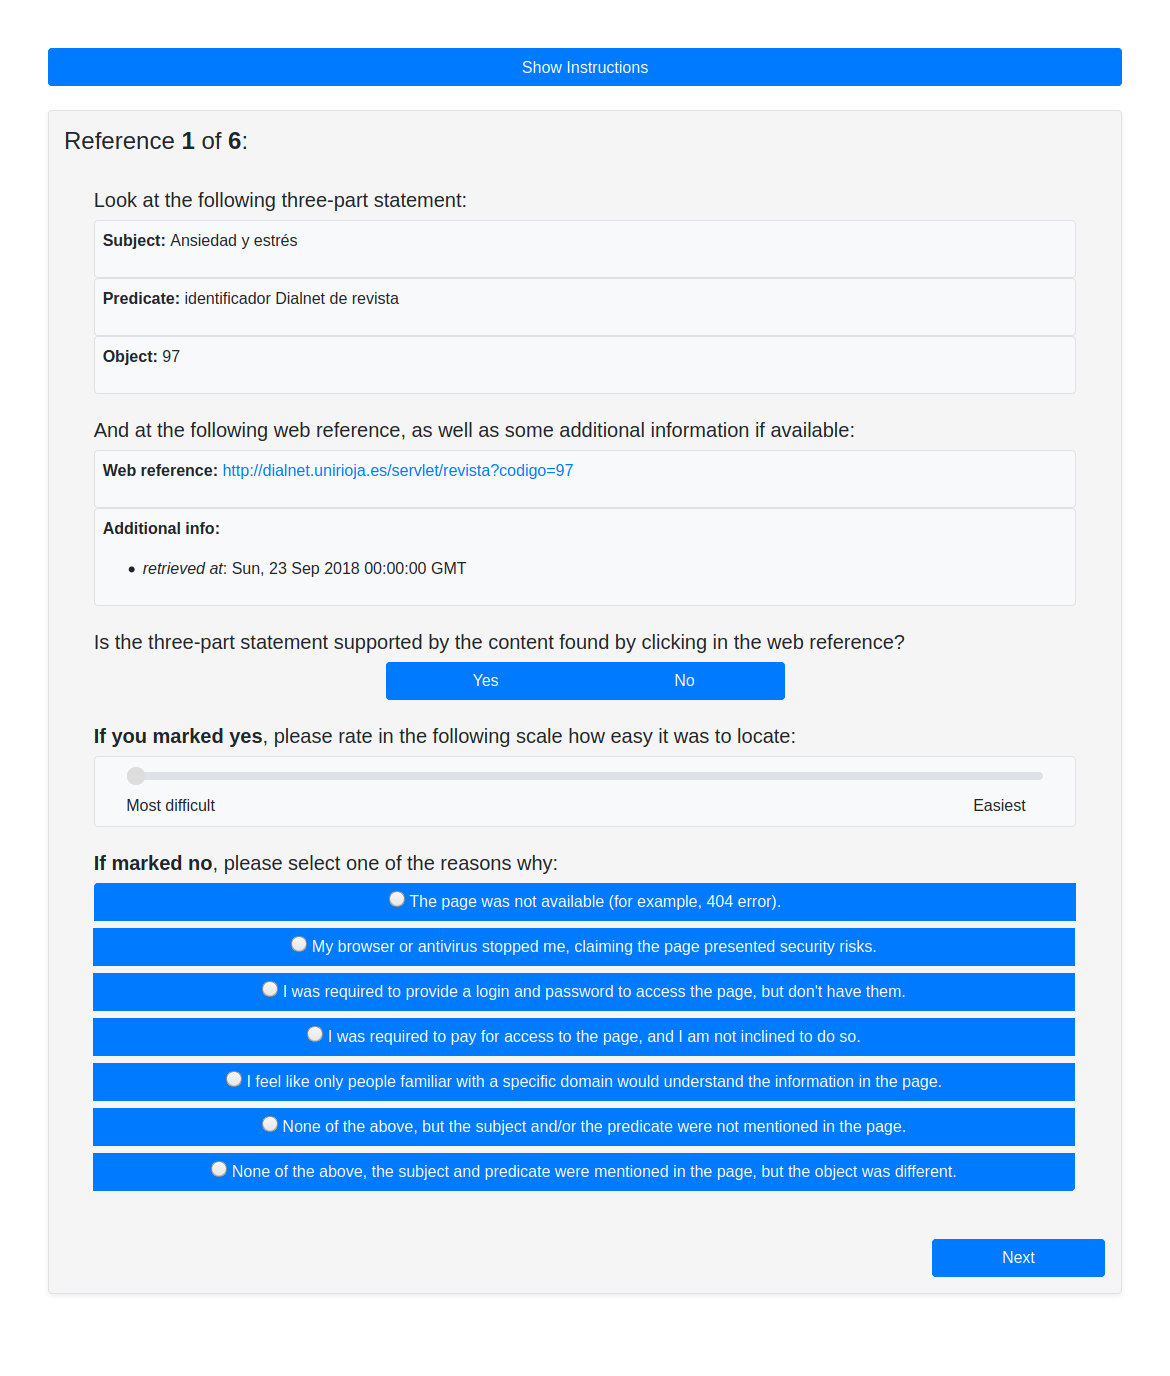 Show Instructions
Reference 1 of 6:
Look at the following three-part statement:
Subject: Ansiedad y estrés
Predicate: identificador Dialnet de revista
Object: 97
And at the following web reference, as well as some additional information if available:
Web reference: http://dialnet.unirioja.es/servlet/revista?codigo=97
Additional info:
• retrieved at: Sun, 23 Sep 2018 00:00:00 GMT
Is the three-part statement supported by the content found by clicking in the web reference?
Yes No
If you marked yes, please rate in the following scale how easy it was to locate:
Most difficult Easiest
If marked no, please select one of the reasons why:
The page was not available (for example, 404 error).
My browser or antivirus stopped me, claiming the page presented security risks.
I was required to provide a login and password to access the page, but don't have them.
I was required to pay for access to the page, and I am not inclined to do so.
I feel like only people familiar with a specific domain would understand the information in the page.
None of the above, but the subject and/or the predicate were not mentioned in the page.
None of the above, the subject and predicate were mentioned in the page, but the object was different.
Next